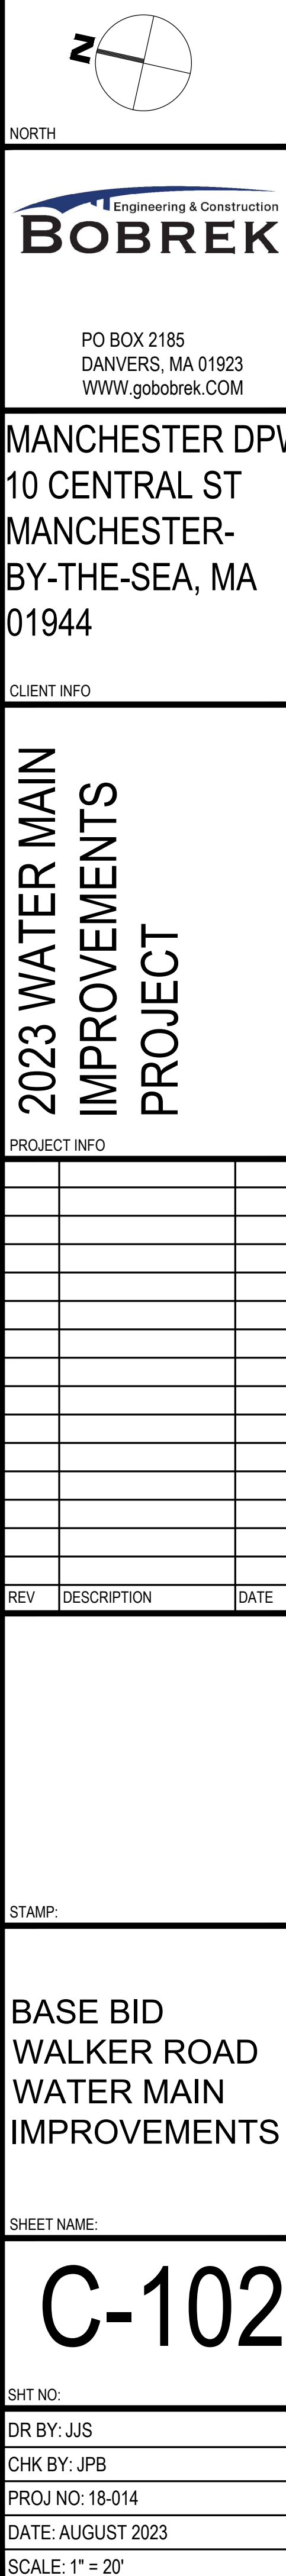 N
NORTH
Engineering & Construction
BOBREK
PO BOX 2185
DANVERS, MA 01923
WWW.gobobrek.COM
MANCHESTER DPW
10 CENTRAL ST
MANCHESTER-
BY-THE-SEA, MA
01944
CLIENT INFO
2023 WATER MAIN
IMPROVEMENTS
PROJECT
PROJECT INFO
REV DESCRIPTION DATE
STAMP:
BASE BID
WALKER ROAD
WATER MAIN
IMPROVEMENTS
SHEET NAME:
C-102
SHT NO:
DR BY: JJS
CHK BY: JPB
PROJ NO: 18-014
DATE: AUGUST 2023
SCALE: 1" = 20'